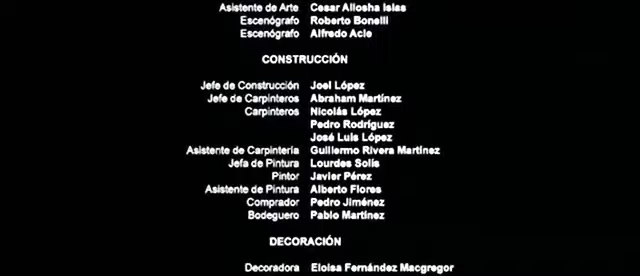 Asistente de Arte Cesar Allosha Islas
Escenógrafo Roberto Bonelli
Escenógrafo Alfredo Acle
CONSTRUCCIÓN
Jefe de Construcción Joel López
Jefe de Carpinteros Abraham Martínez
Carpinteros Nicolás López
Pedro Rodríguez
José Luis López
Asistente de Carpintería Guillermo Rivera Martínez
Jefa de Pintura Lourdes Solís
Pintor Javier Pérez
Asistente de Pintura Alberto Flores
Comprador Pedro Jiménez
Bodeguero Pablo Martínez
DECORACIÓN
Decoradora Eloisa Fernández Macgregor